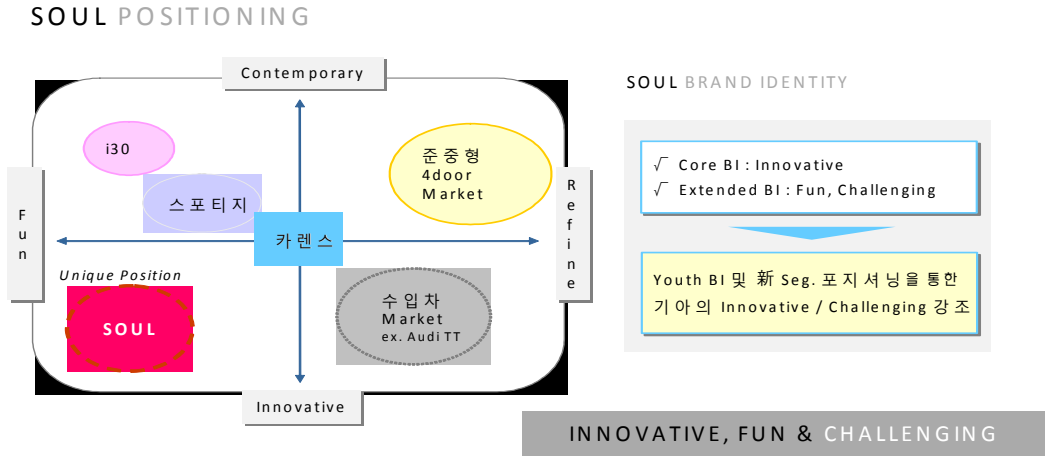 SOUL POSITIONING
Contemporary
SOUL BRAND IDENTITY
i30
준중형
4door
Market
√ Core BI : Innovative
√ Extended BI : Fun, Challenging
스포티지
Fun
Refine
카렌스
Unique Position
SOUL
수입차
Market
ex. Audi TT
Youth BI 및 新 Seg. 포지셔닝을 통한
기아의 Innovative / Challenging 강조
Innovative
INNOVATIVE, FUN & CHALLENGING